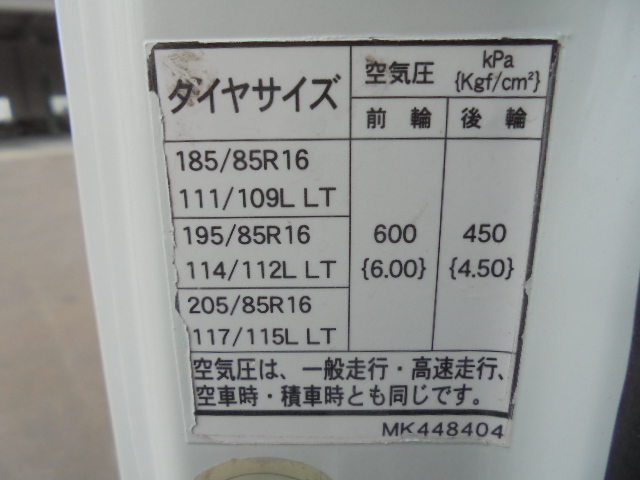 タイヤサイズ
空気圧
kPa
{Kgf/cm²}
前輪
後輪
185/85R16
111/109L LT
195/85R16
114/112L LT
205/85R16
117/115L LT
600
{6.00}
450
{4.50}
空気圧は、一般走行・高速走行、
空車時・積車時とも同じです。
MK448404